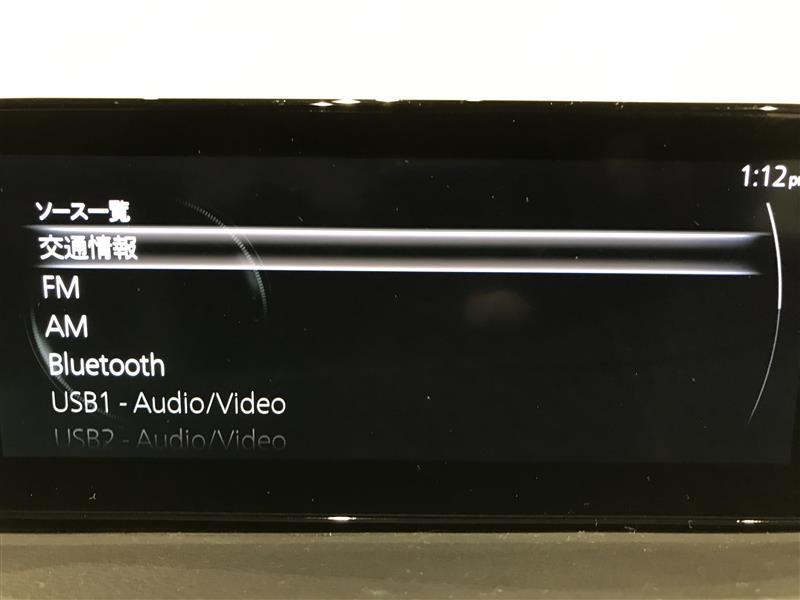 1:12 pm
ソース一覧
交通情報
FM
AM
Bluetooth
USB1 - Audio/Video
USB2 - Audio/Video